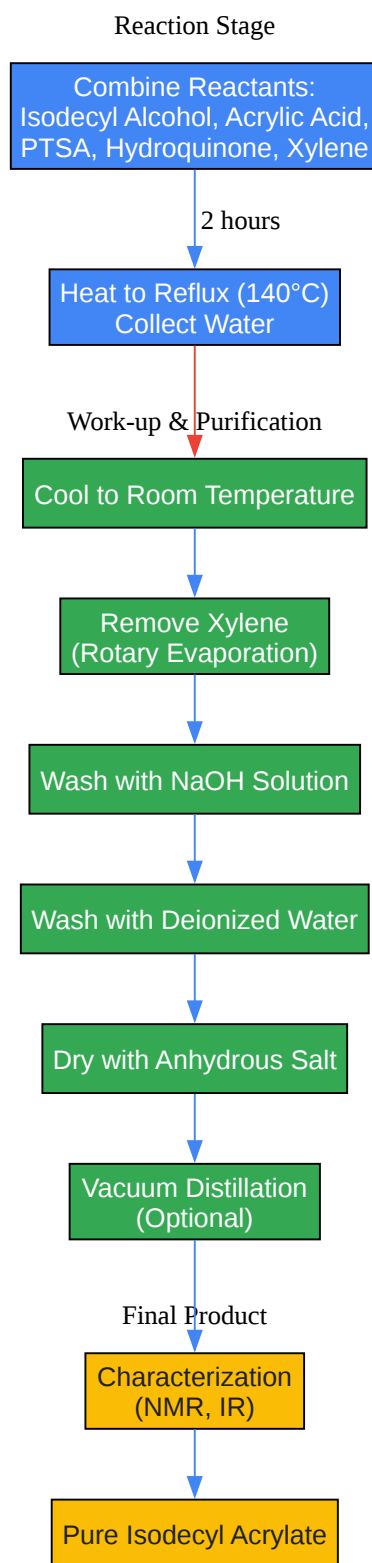 Reaction Stage
Combine Reactants:
Isodecyl Alcohol, Acrylic Acid,
PTSA, Hydroquinone, Xylene
2 hours
Heat to Reflux (140°C)
Collect Water
Work-up & Purification
Cool to Room Temperature
Remove Xylene
(Rotary Evaporation)
Wash with NaOH Solution
Wash with Deionized Water
Dry with Anhydrous Salt
Vacuum Distillation
(Optional)
Final Product
Characterization
(NMR, IR)
Pure Isodecyl Acrylate